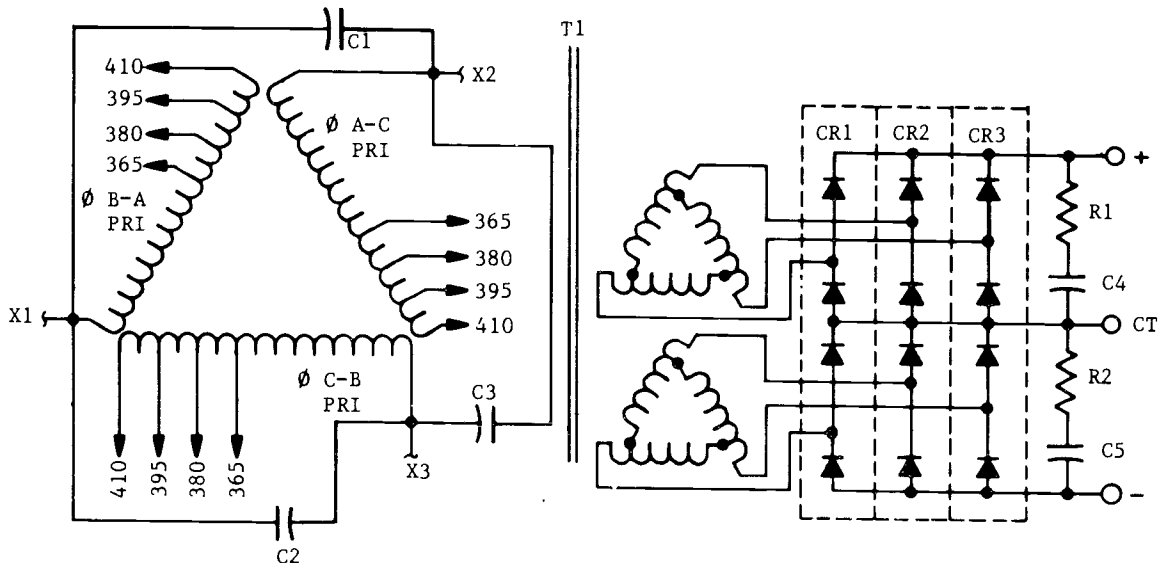 C1
T1
410
395
380
365
X2
Ø A-C
PRI
Ø B-A
PRI
365
380
395
410
X1
Ø C-B
PRI
C3
X3
410
395
380
365
C2
CR1
CR2
CR3
+
R1
C4
CT
R2
C5
-